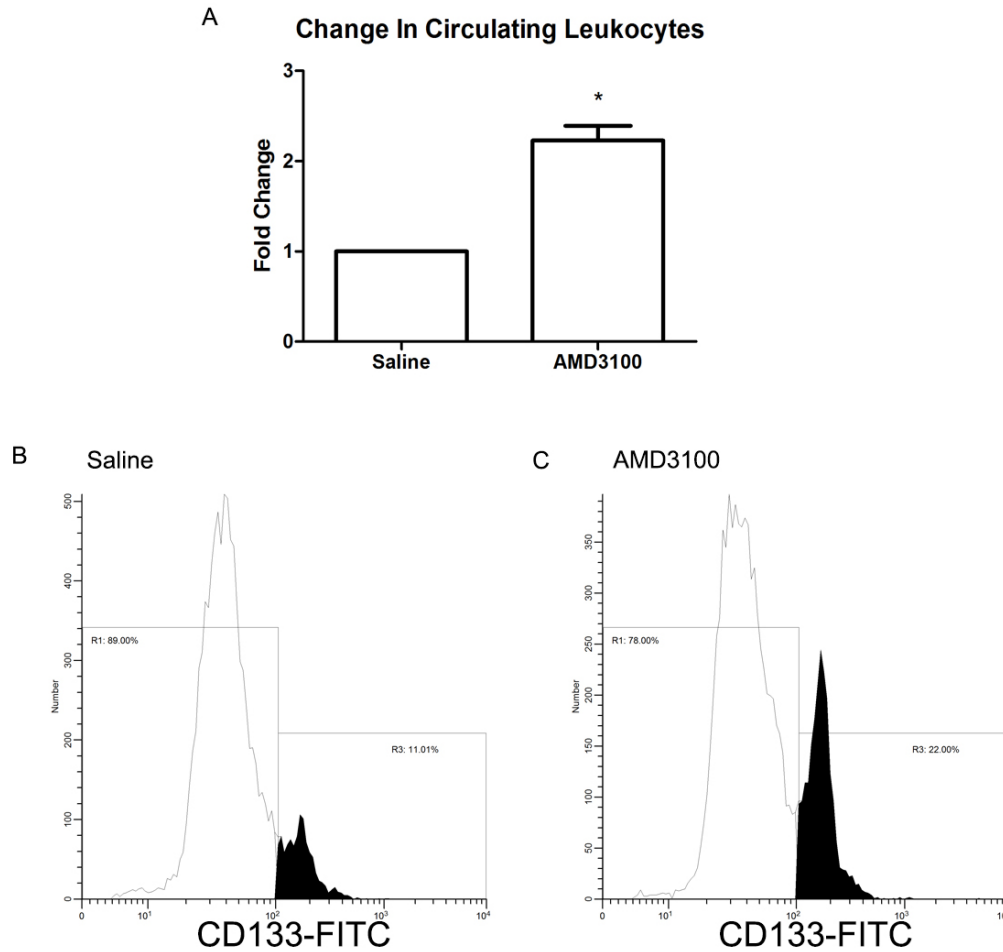 A
Change In Circulating Leukocytes
Fold Change
3
2
1
0
*
Saline
AMD3100
B
Saline
Number
500
400
300
200
100
0
R1: 89.00%
R3: 11.01%
0 10¹ 10² 10³ 10⁴
CD133-FITC
C
AMD3100
Number
350
300
250
200
150
100
50
0
R1: 78.00%
R3: 22.00%
0 10¹ 10² 10³
CD133-FITC